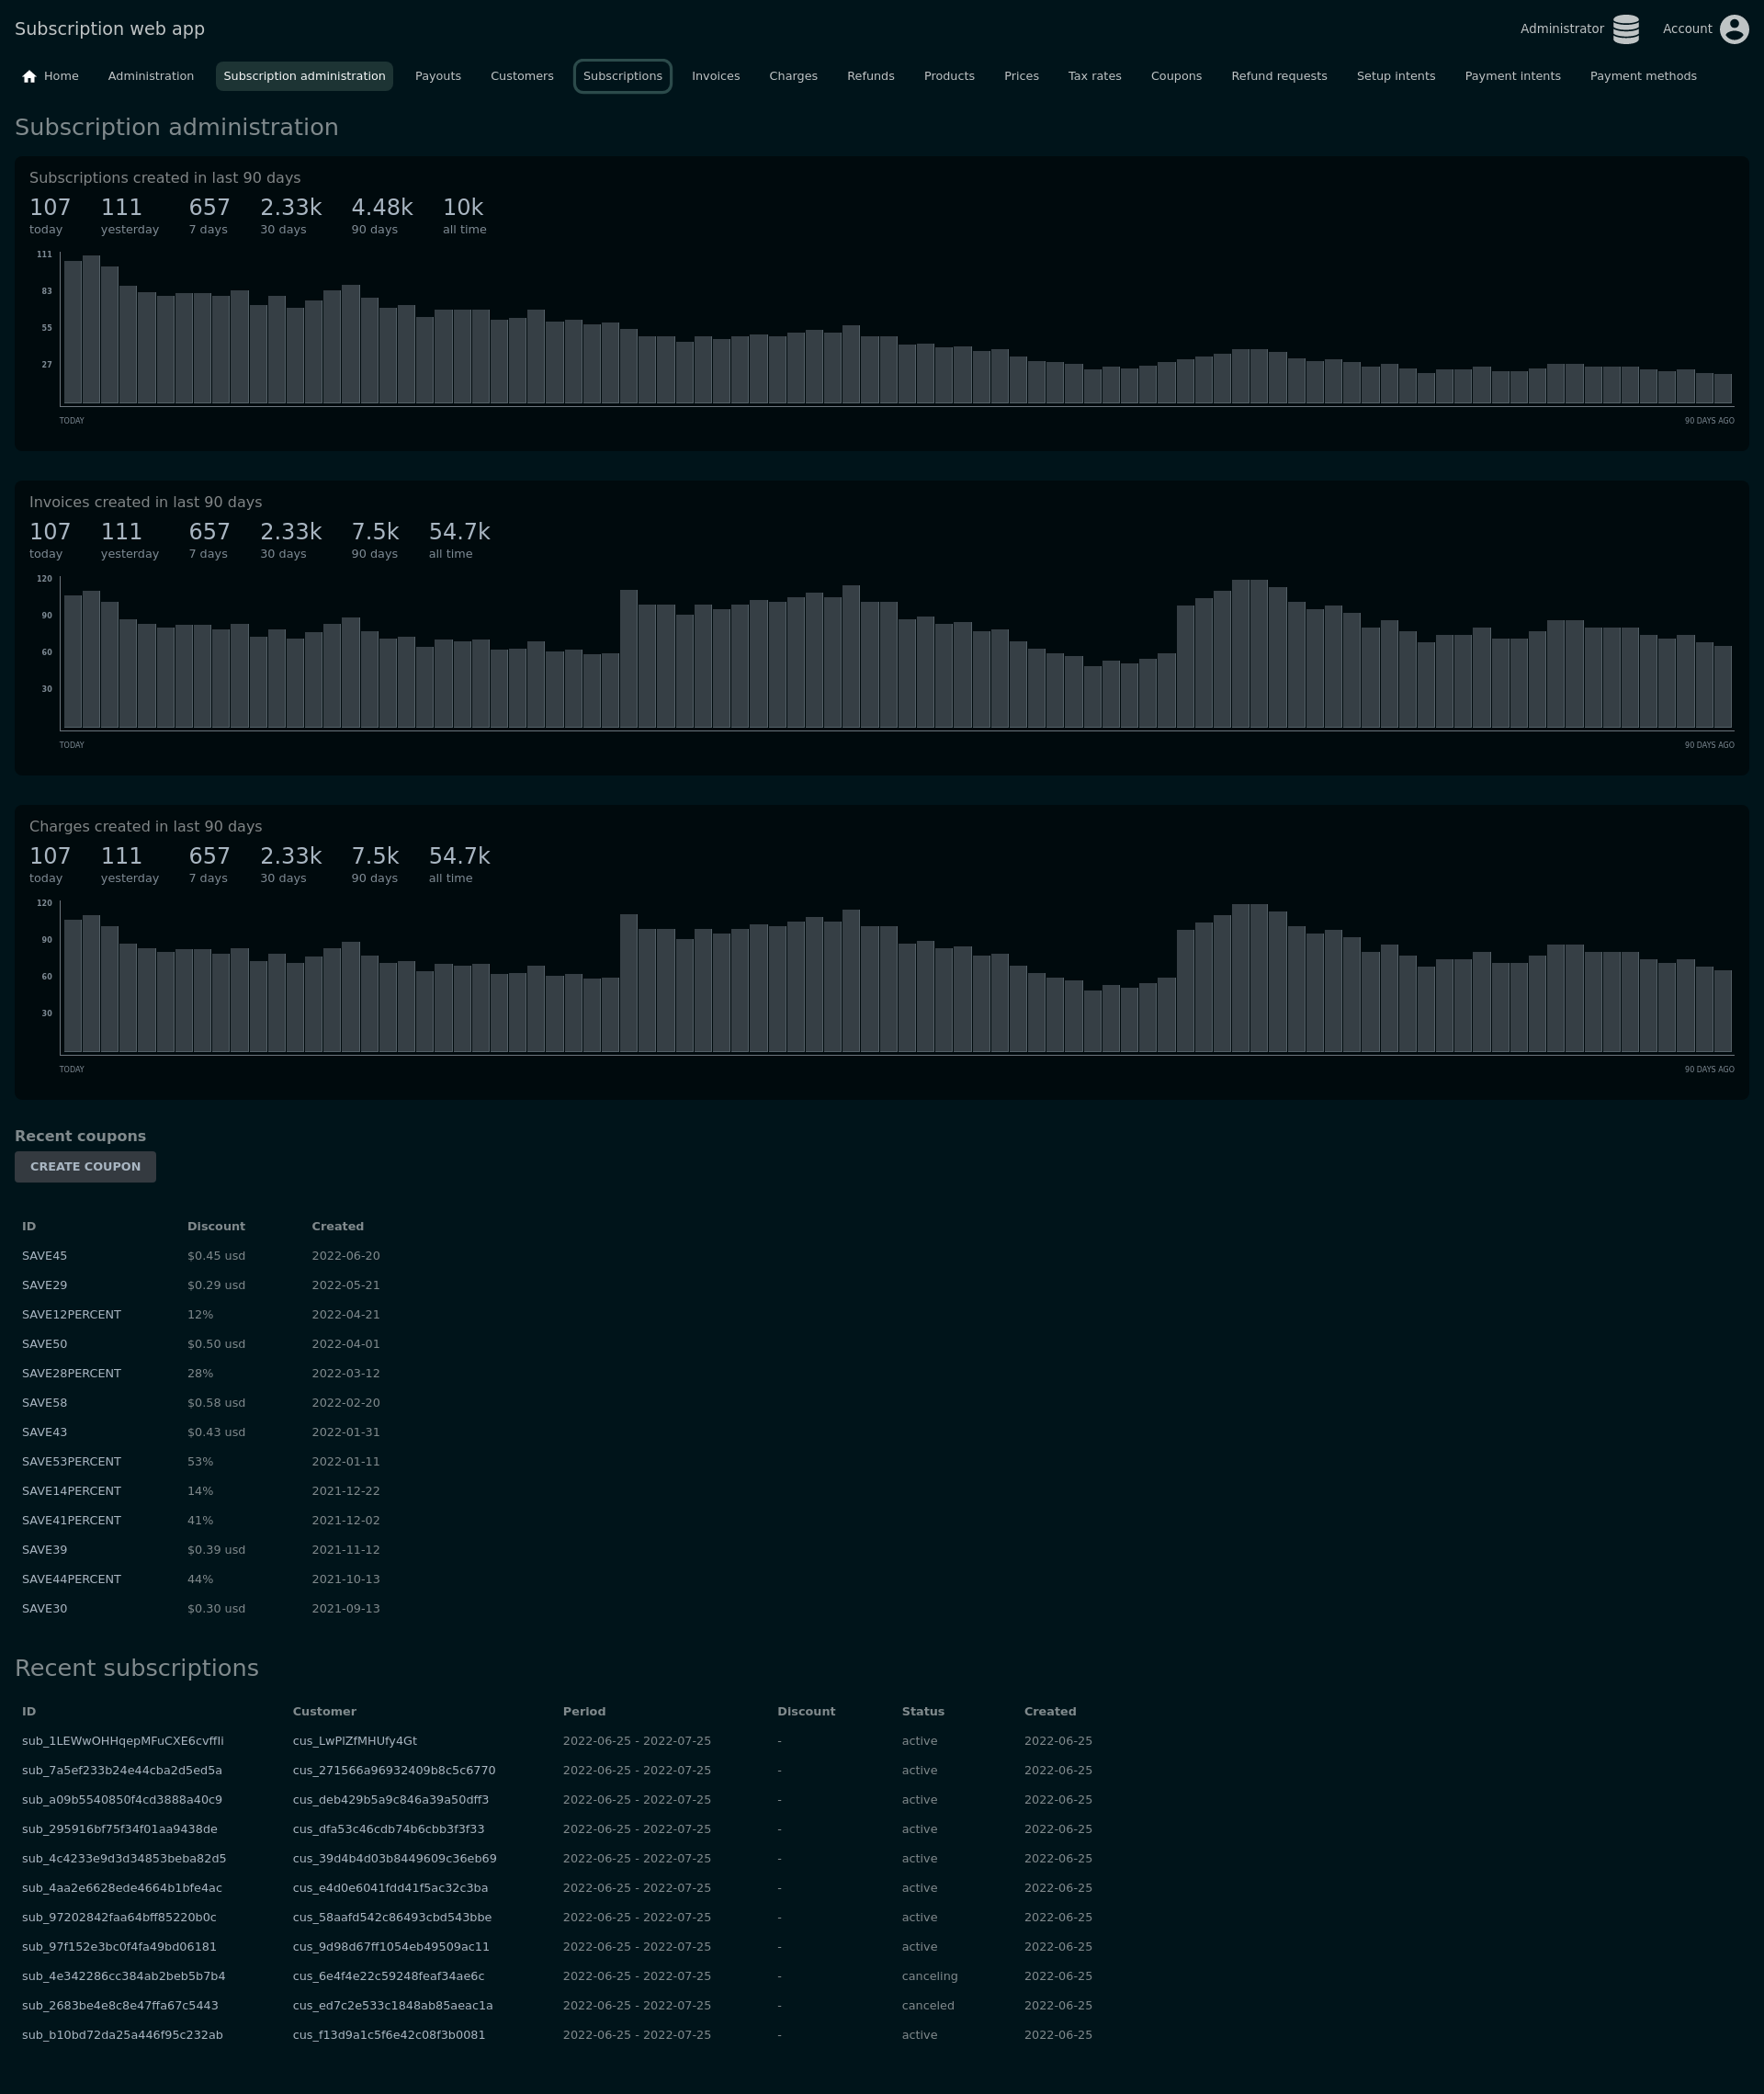 Subscription web app Administrator Account
Home Administration Subscription administration Payouts Customers Subscriptions Invoices Charges Refunds Products Prices Tax rates Coupons Refund requests Setup intents Payment intents Payment methods
Subscription administration
Subscriptions created in last 90 days
107 111 657 2.33k 4.48k 10k
today yesterday 7 days 30 days 90 days all time
111
83
55
27
TODAY 90 DAYS AGO
Invoices created in last 90 days
107 111 657 2.33k 7.5k 54.7k
today yesterday 7 days 30 days 90 days all time
120
90
60
30
TODAY 90 DAYS AGO
Charges created in last 90 days
107 111 657 2.33k 7.5k 54.7k
today yesterday 7 days 30 days 90 days all time
120
90
60
30
TODAY 90 DAYS AGO
Recent coupons
CREATE COUPON
ID Discount Created
SAVE45 $0.45 usd 2022-06-20
SAVE29 $0.29 usd 2022-05-21
SAVE12PERCENT 12% 2022-04-21
SAVE50 $0.50 usd 2022-04-01
SAVE28PERCENT 28% 2022-03-12
SAVE58 $0.58 usd 2022-02-20
SAVE43 $0.43 usd 2022-01-31
SAVE53PERCENT 53% 2022-01-11
SAVE14PERCENT 14% 2021-12-22
SAVE41PERCENT 41% 2021-12-02
SAVE39 $0.39 usd 2021-11-12
SAVE44PERCENT 44% 2021-10-13
SAVE30 $0.30 usd 2021-09-13
Recent subscriptions
ID Customer Period Discount Status Created
sub_1LEWwOHHqepMFuCXE6cvffIi cus_LwPlZfMHUfy4Gt 2022-06-25 - 2022-07-25 - active 2022-06-25
sub_7a5ef233b24e44cba2d5ed5a cus_271566a96932409b8c5c6770 2022-06-25 - 2022-07-25 - active 2022-06-25
sub_a09b5540850f4cd3888a40c9 cus_deb429b5a9c846a39a50dff3 2022-06-25 - 2022-07-25 - active 2022-06-25
sub_295916bf75f34f01aa9438de cus_dfa53c46cdb74b6cbb3f3f33 2022-06-25 - 2022-07-25 - active 2022-06-25
sub_4c4233e9d3d34853beba82d5 cus_39d4b4d03b8449609c36eb69 2022-06-25 - 2022-07-25 - active 2022-06-25
sub_4aa2e6628ede4664b1bfe4ac cus_e4d0e6041fdd41f5ac32c3ba 2022-06-25 - 2022-07-25 - active 2022-06-25
sub_97202842faa64bff85220b0c cus_58aafd542c86493cbd543bbe 2022-06-25 - 2022-07-25 - active 2022-06-25
sub_97f152e3bc0f4fa49bd06181 cus_9d98d67ff1054eb49509ac11 2022-06-25 - 2022-07-25 - active 2022-06-25
sub_4e342286cc384ab2beb5b7b4 cus_6e4f4e22c59248feaf34ae6c 2022-06-25 - 2022-07-25 - canceling 2022-06-25
sub_2683be4e8c8e47ffa67c5443 cus_ed7c2e533c1848ab85aeac1a 2022-06-25 - 2022-07-25 - canceled 2022-06-25
sub_b10bd72da25a446f95c232ab cus_f13d9a1c5f6e42c08f3b0081 2022-06-25 - 2022-07-25 - active 2022-06-25